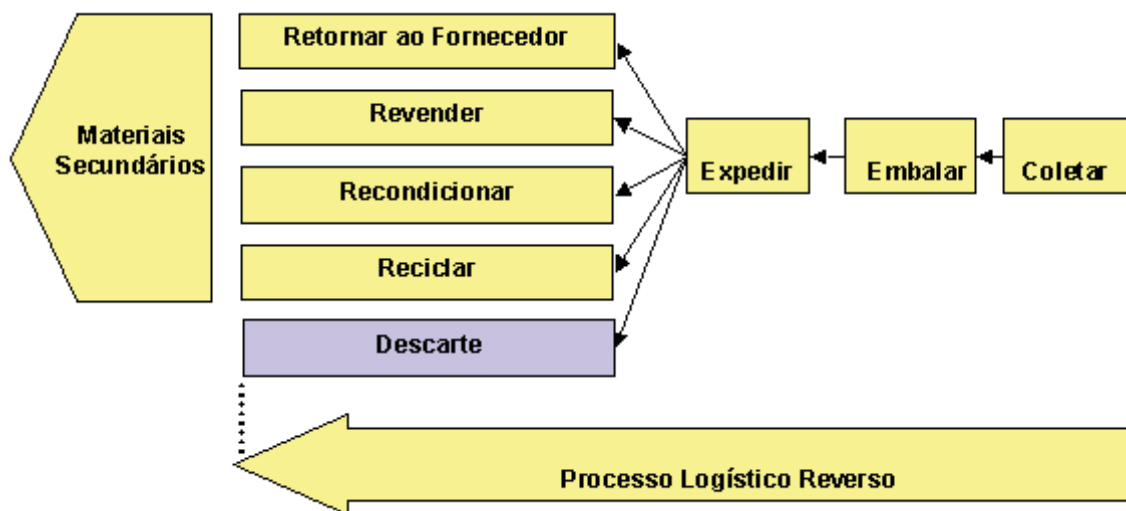 Retornar ao Fornecedor
Revender
Materiais
Secundários
Recondicionar
Reciclar
Descarte
Expedir
Embalar
Coletar
Processo Logístico Reverso